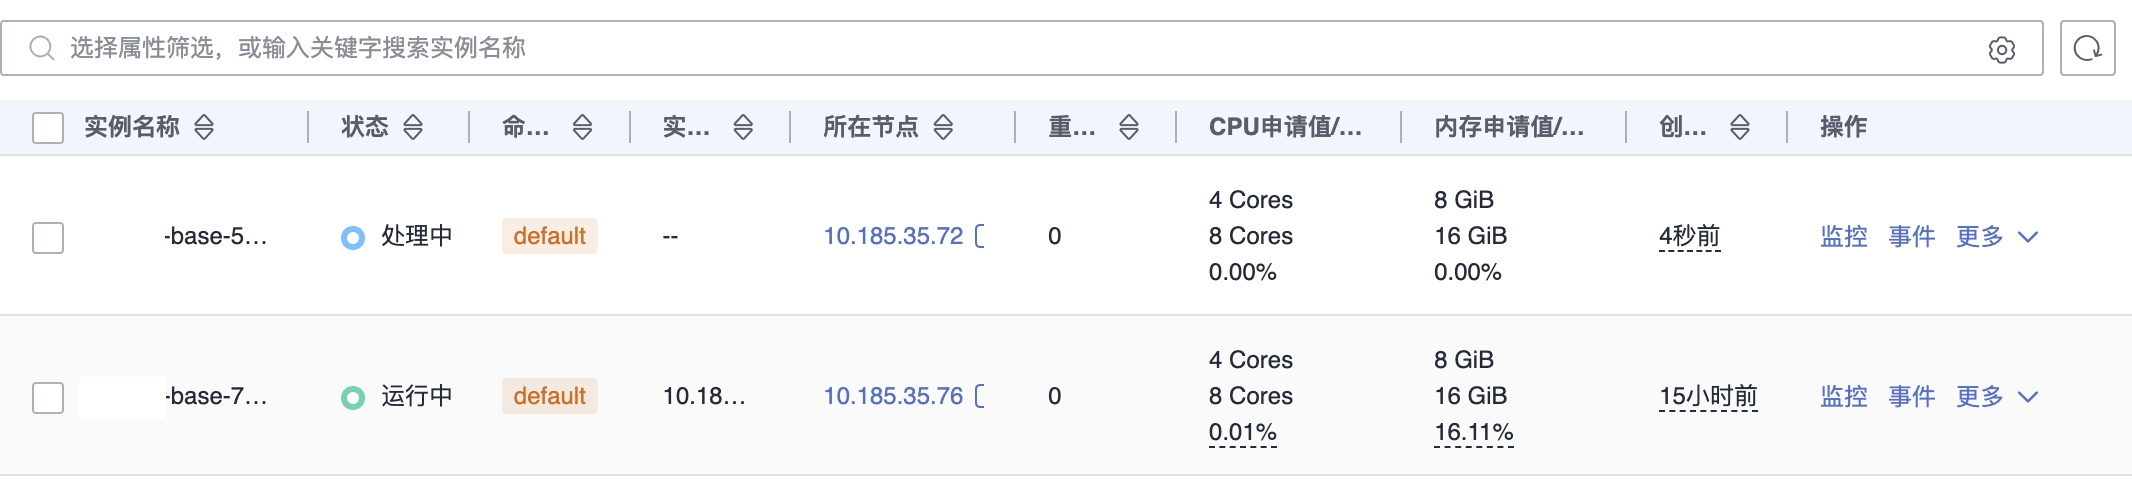 选择属性筛选，或输入关键字搜索实例名称
实例名称 状态 命... 实... 所在节点 重... CPU申请值/... 内存申请值/... 创... 操作
-base-5... 处理中 default -- 10.185.35.72 0 4 Cores 8 GiB 4秒前 监控 事件 更多
8 Cores 16 GiB
0.00% 0.00%
-base-7... 运行中 default 10.18... 10.185.35.76 0 4 Cores 8 GiB 15小时前 监控 事件 更多
8 Cores 16 GiB
0.01% 16.11%